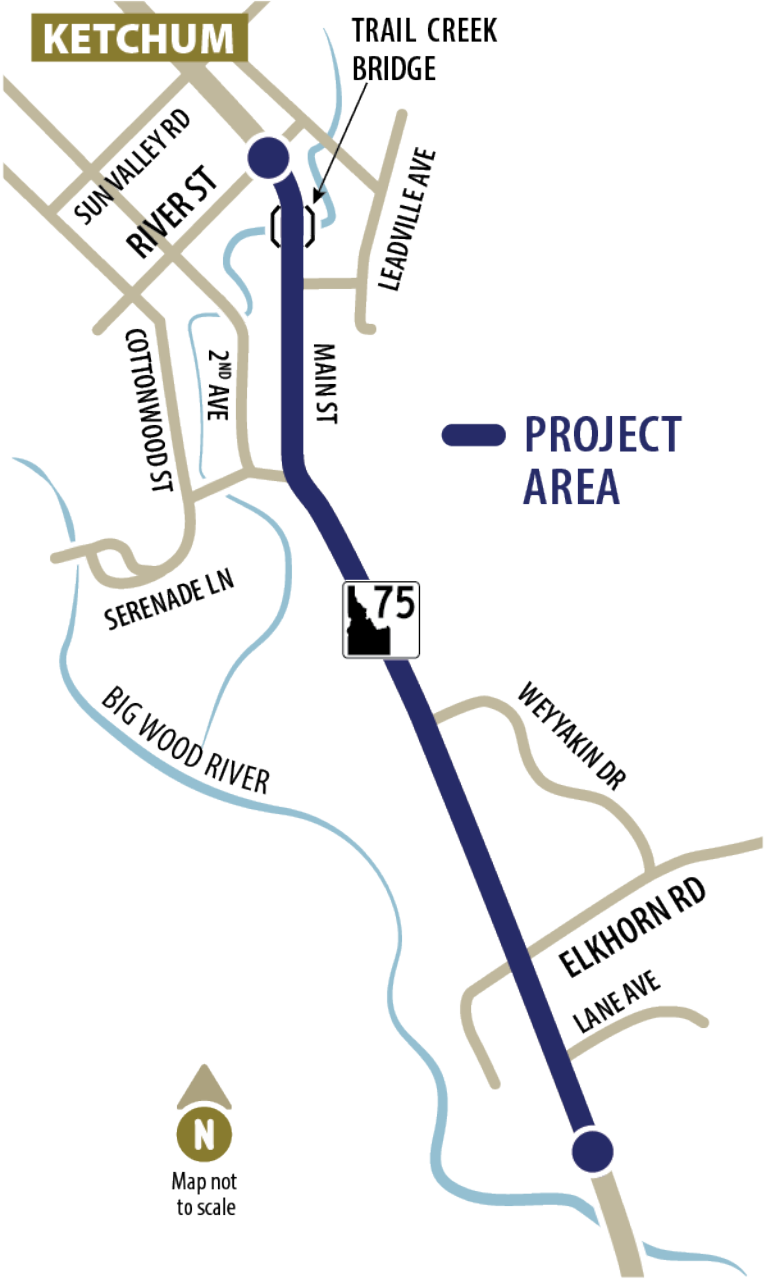 KETCHUM
TRAIL CREEK
BRIDGE
SUN VALLEY RD
RIVER ST
LEADVILLE AVE
COTTONWOOD ST
2ND AVE
MAIN ST
PROJECT
AREA
SERENADE LN
75
BIG WOOD RIVER
WEYYAKIN DR
ELKHORN RD
LANE AVE
N
Map not
to scale